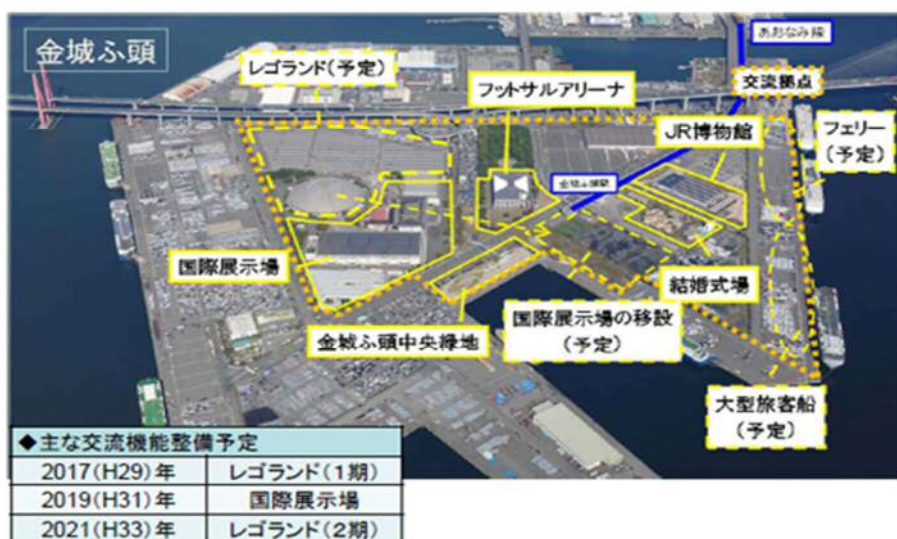 金城ふ頭
レゴランド(予定)
フットサルアリーナ
あおなみ線
交流拠点
JR博物館
フェリー
(予定)
金城ふ頭駅
国際展示場
結婚式場
国際展示場の移設
(予定)
金城ふ頭中央緑地
大型旅客船
(予定)
◆主な交流機能整備予定
2017(H29)年 レゴランド(1期)
2019(H31)年 国際展示場
2021(H33)年 レゴランド(2期)